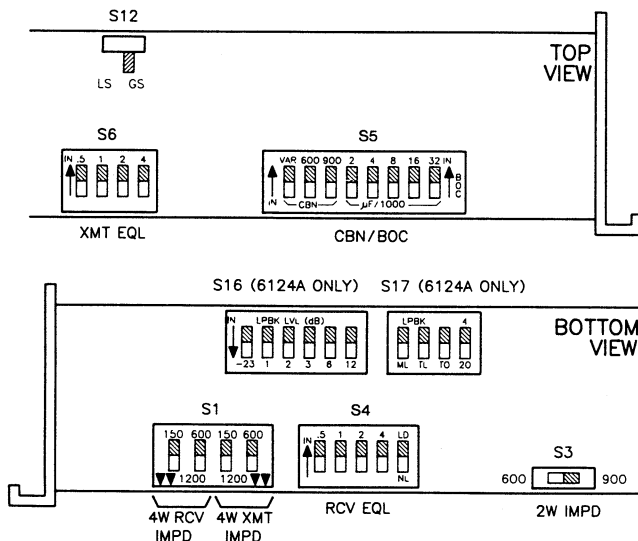 S12
TOP
VIEW
LS GS
S6
S5
IN .5 1 2 4
VAR 600 900 2 4 8 16 32 IN
IN CBN µF/1000 BOC
XMT EQL
CBN/BOC
S16 (6124A ONLY) S17 (6124A ONLY)
IN LPBK LVL (dB)
LPBK 4
-23 1 2 3 6 12
ML TL TO 20
BOTTOM
VIEW
S1
S4
S3
150 600 150 600
1200 1200
IN .5 1 2 4 LD
NL
600 900
4W RCV
IMPD
4W XMT
IMPD
RCV EQL
2W IMPD